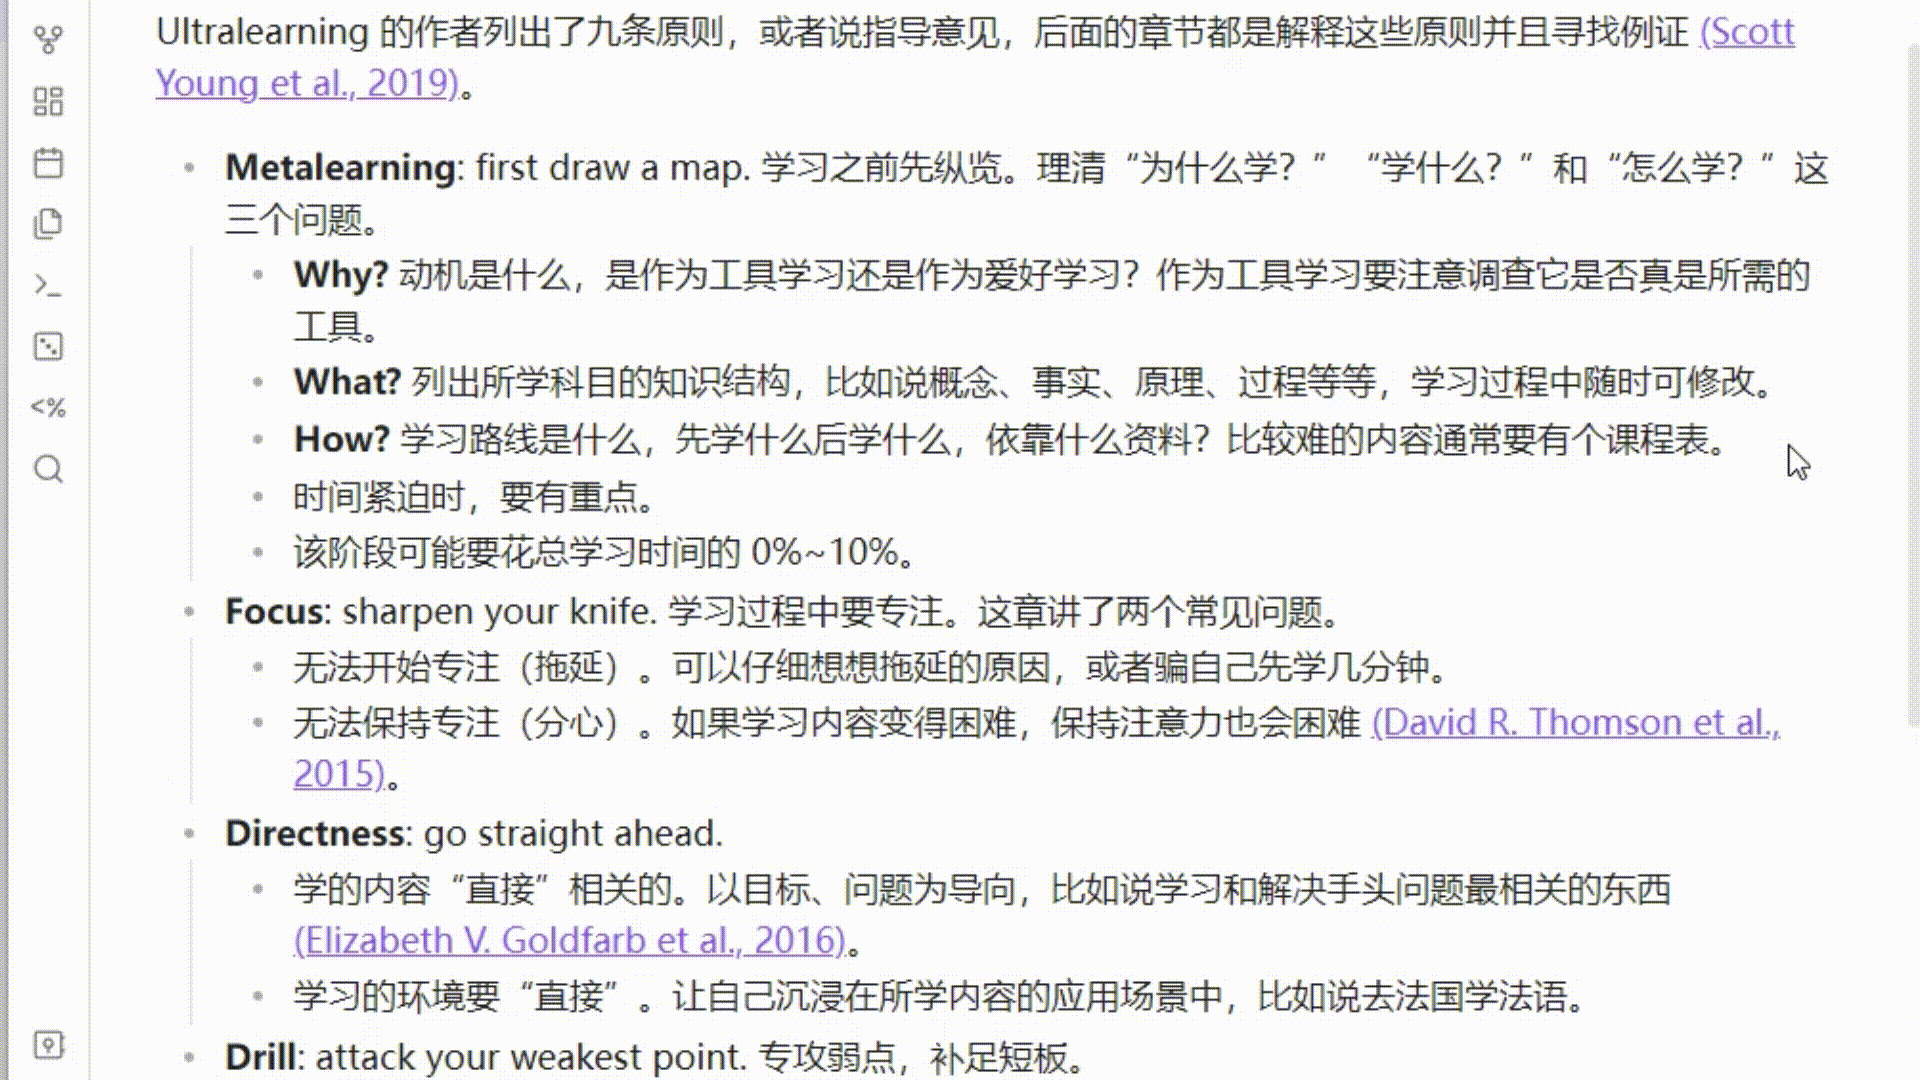 Ultralearning 的作者列出了九条原则，或者说指导意见，后面的章节都是解释这些原则并且寻找例证 (Scott
Young et al., 2019)。
Metalearning: first draw a map. 学习之前先纵览。理清“为什么学？”“学什么？”和“怎么学？”这
三个问题。
Why? 动机是什么，是作为工具学习还是作为爱好学习？作为工具学习要注意调查它是否真是所需的
工具。
What? 列出所学科目的知识结构，比如说概念、事实、原理、过程等等，学习过程中随时可修改。
How? 学习路线是什么，先学什么后学什么，依靠什么资料？比较难的内容通常要有个课程表。
时间紧迫时，要有重点。
该阶段可能要花总学习时间的 0%~10%。
Focus: sharpen your knife. 学习过程中要专注。这章讲了两个常见问题。
无法开始专注（拖延）。可以仔细想想拖延的原因，或者骗自己先学几分钟。
无法保持专注（分心）。如果学习内容变得困难，保持注意力也会困难 (David R. Thomson et al.,
2015)。
Directness: go straight ahead.
学的内容“直接”相关的。以目标、问题为导向，比如说学习和解决手头问题最相关的东西
(Elizabeth V. Goldfarb et al., 2016)。
学习的环境要“直接”。让自己沉浸在所学内容的应用场景中，比如说去法国学法语。
Drill: attack your weakest point. 专攻弱点，补足短板。